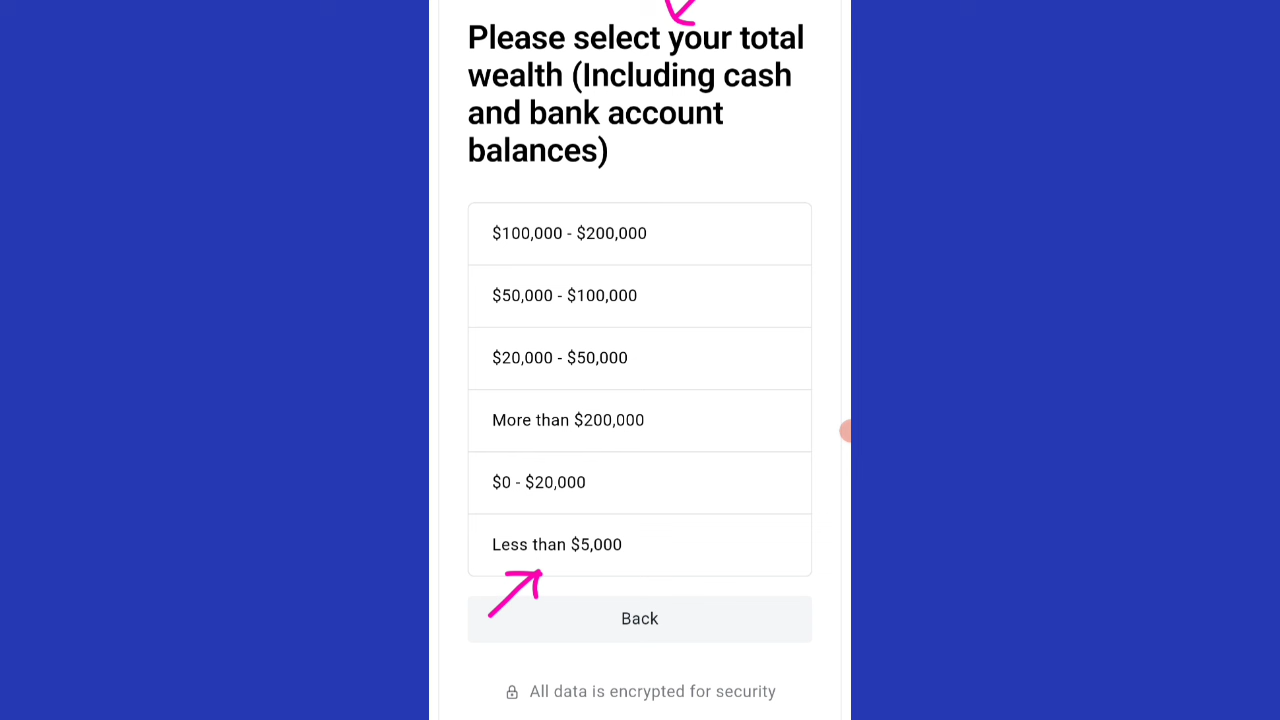 Please select your total
wealth (Including cash
and bank account
balances)
$100,000 - $200,000
$50,000 - $100,000
$20,000 - $50,000
More than $200,000
$0 - $20,000
Less than $5,000
Back
All data is encrypted for security